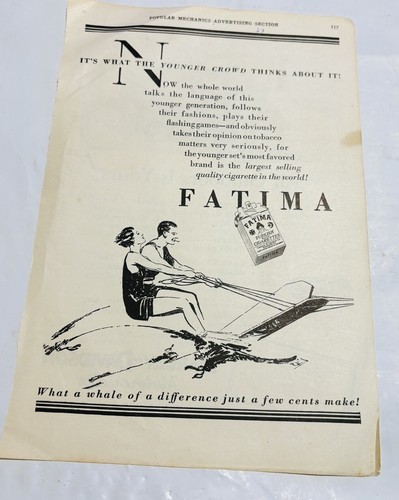 POPULAR MECHANICS ADVERTISING SECTION 117
IT'S WHAT THE YOUNGER CROWD THINKS ABOUT IT!
NOW the whole world
talks the language of this
younger generation, follows
their fashions, plays their
flashing games—and obviously
takes their opinion on tobacco
matters very seriously, for
the younger set's most favored
brand is the largest selling
quality cigarette in the world!
FATIMA
FATIMA
CIGARETTES
FATIMA
What a whale of a difference just a few cents make!